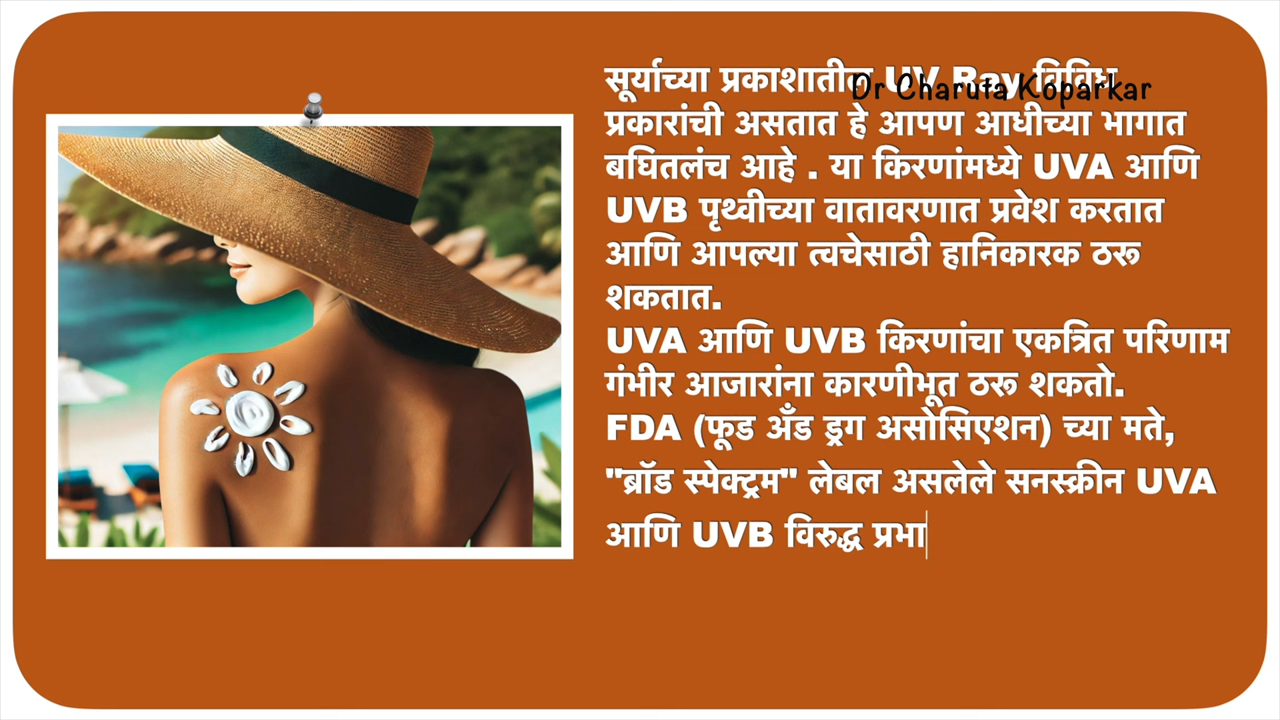 सूर्याच्या प्रकाशातील UV Ray विविध
Dr Charuta Koparkar
प्रकारांची असतात हे आपण आधीच्या भागात
बघितलंच आहे . या किरणांमध्ये UVA आणि
UVB पृथ्वीच्या वातावरणात प्रवेश करतात
आणि आपल्या त्वचेसाठी हानिकारक ठरू
शकतात.
UVA आणि UVB किरणांचा एकत्रित परिणाम
गंभीर आजारांना कारणीभूत ठरू शकतो.
FDA (फूड अँड ड्रग असोसिएशन) च्या मते,
"ब्रॉड स्पेक्ट्रम" लेबल असलेले सनस्क्रीन UVA
आणि UVB विरुद्ध प्रभा